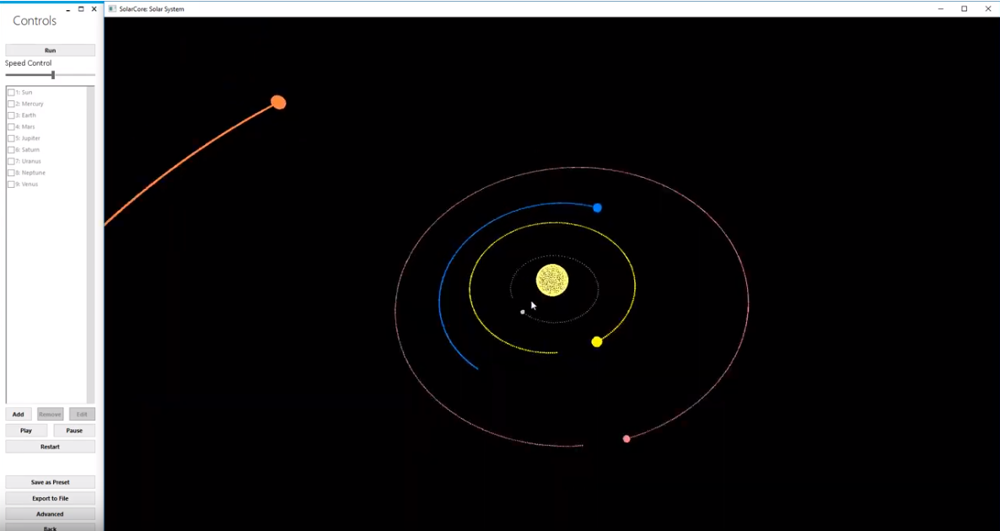 SolarCore: Solar System
Controls
Run
Speed Control
1: Sun
2: Mercury
3: Earth
4: Mars
5: Jupiter
6: Saturn
7: Uranus
8: Neptune
9: Venus
Add Remove Edit
Play Pause
Restart
Save as Preset
Export to File
Advanced
Back